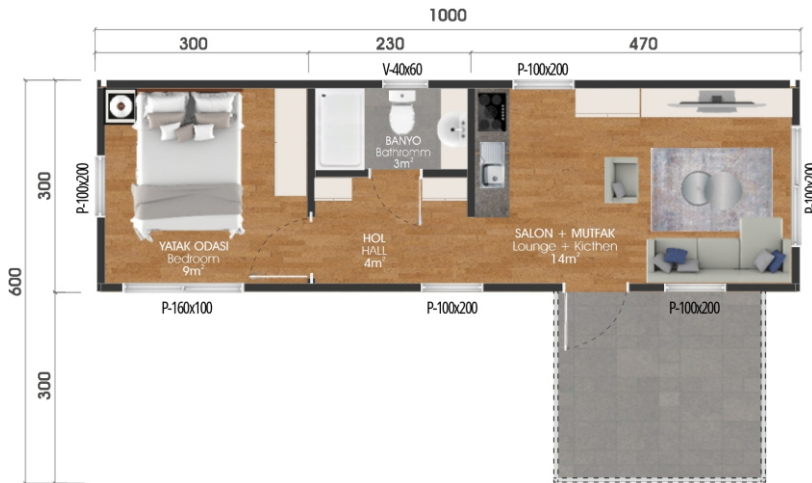 1000
300
230
470
V-40x60
P-100x200
600
300
300
P-100x200
P-100x200
BANYO
Bathromm
3m²
YATAK ODASI
Bedroom
9m²
HOL
HALL
4m²
SALON + MUTFAK
Lounge + Kicthen
14m²
P-160x100
P-100x200
P-100x200